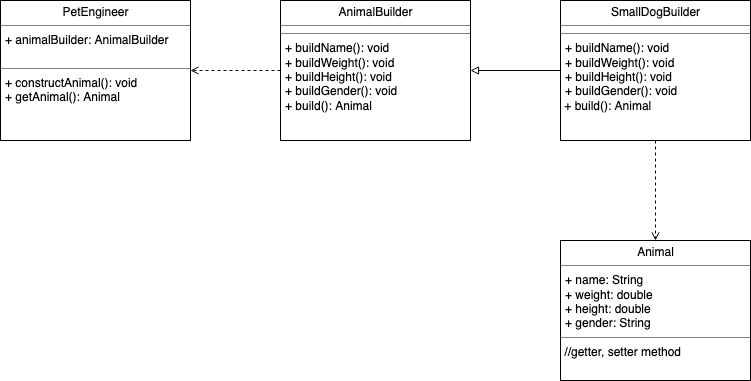 PetEngineer
+ animalBuilder: AnimalBuilder
+ constructAnimal(): void
+ getAnimal(): Animal
AnimalBuilder
+ buildName(): void
+ buildWeight(): void
+ buildHeight(): void
+ buildGender(): void
+ build(): Animal
SmallDogBuilder
+ buildName(): void
+ buildWeight(): void
+ buildHeight(): void
+ buildGender(): void
+ build(): Animal
Animal
+ name: String
+ weight: double
+ height: double
+ gender: String
//getter, setter method